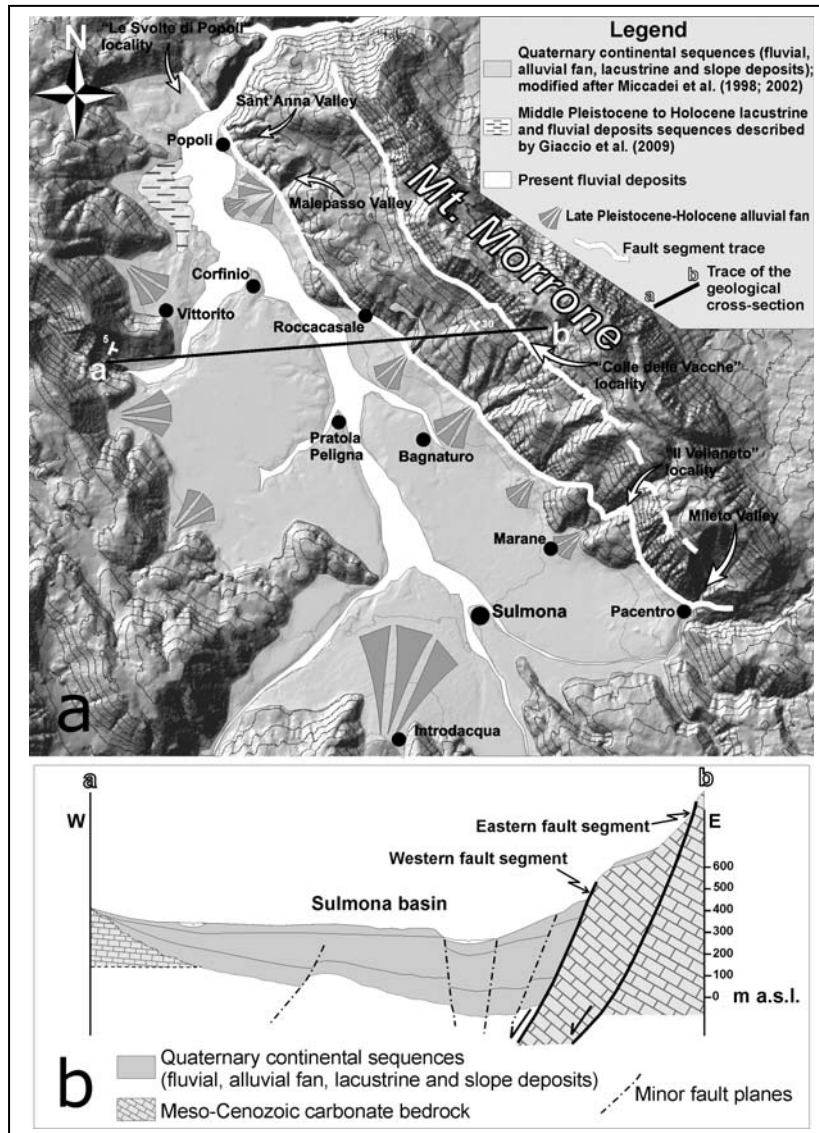 "Le Svolte di Popoli"
locality
N
Sant'Anna Valley
Popoli
Malepasso Valley
Mt. Morrone
Corfinio
Vittorito
Roccacasale
5
a
30
b
"Colle delle Vacche"
locality
Pratola
Peligna
Bagnaturo
"Il Vellaneto"
locality
Mileto Valley
Marane
Sulmona
Pacentro
Introdacqua
a
Legend
Quaternary continental sequences (fluvial,
alluvial fan, lacustrine and slope deposits);
modified after Miccadei et al. (1998; 2002)
Middle Pleistocene to Holocene lacustrine
and fluvial deposits sequences described
by Giaccio et al. (2009)
Present fluvial deposits
Late Pleistocene-Holocene alluvial fan
Fault segment trace
a
b
Trace of the
geological
cross-section
a
b
W
E
Eastern fault segment
Western fault segment
Sulmona basin
600
500
400
300
200
100
0
m a.s.l.
b
Quaternary continental sequences
(fluvial, alluvial fan, lacustrine and slope deposits)
Meso-Cenozoic carbonate bedrock
Minor fault planes